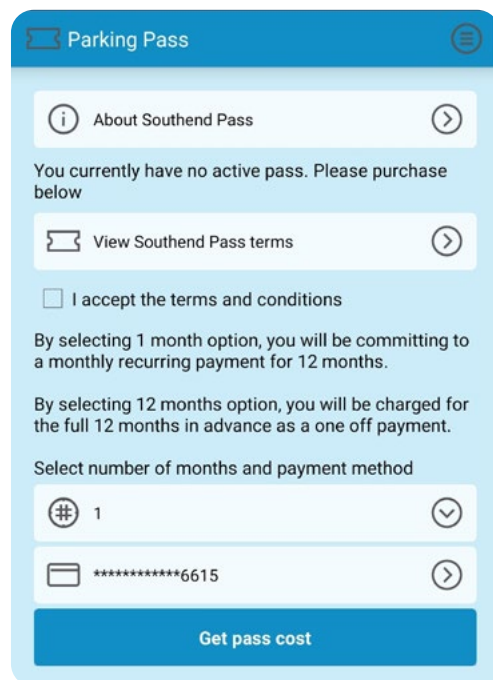 Parking Pass
About Southend Pass
You currently have no active pass. Please purchase
below
View Southend Pass terms
I accept the terms and conditions
By selecting 1 month option, you will be committing to
a monthly recurring payment for 12 months.
By selecting 12 months option, you will be charged for
the full 12 months in advance as a one off payment.
Select number of months and payment method
1
************6615
Get pass cost